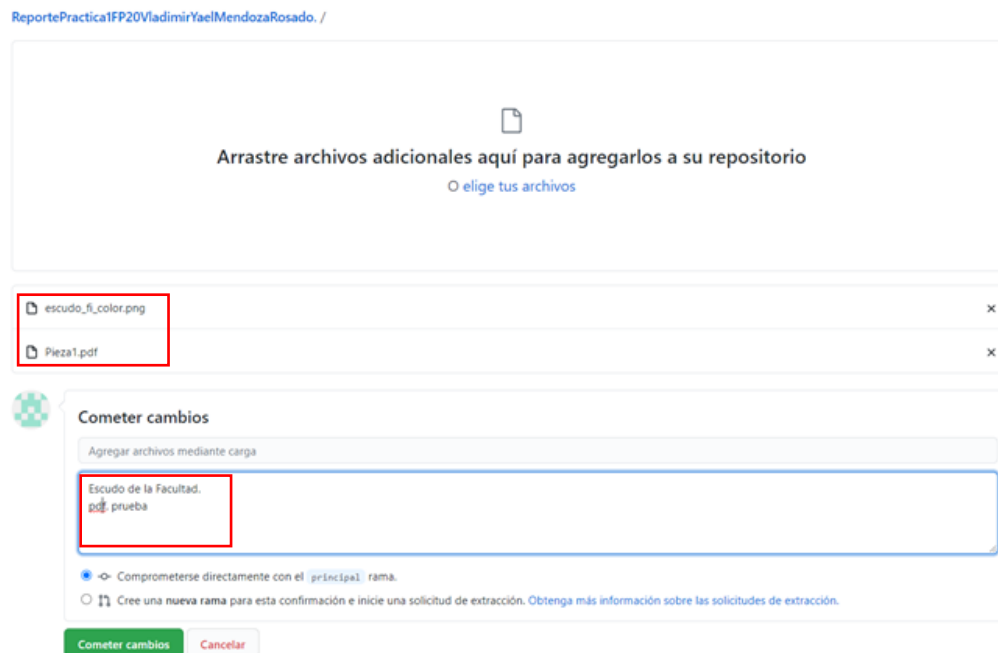 ReportePractica1FP20VladimirYaelMendozaRosado. /
Arrastre archivos adicionales aquí para agregarlos a su repositorio
O elige tus archivos
escudo_fi_color.png
Pieza1.pdf
Cometer cambios
Agregar archivos mediante carga
Escudo de la Facultad.
pdf. prueba
Comprometerse directamente con el principal rama.
Cree una nueva rama para esta confirmación e inicie una solicitud de extracción. Obtenga más información sobre las solicitudes de extracción.
Cometer cambios Cancelar